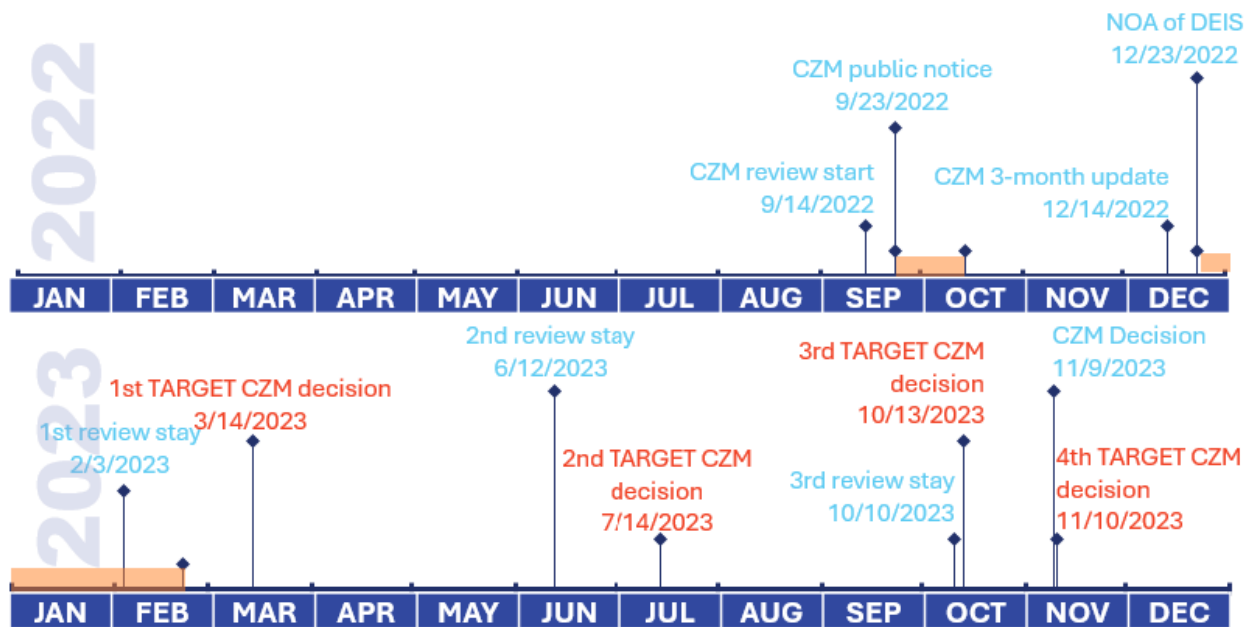 2022
NOA of DEIS
12/23/2022
CZM public notice
9/23/2022
CZM review start
9/14/2022
CZM 3-month update
12/14/2022
JAN FEB MAR APR MAY JUN JUL AUG SEP OCT NOV DEC
2023
1st review stay
2/3/2023
1st TARGET CZM decision
3/14/2023
2nd review stay
6/12/2023
2nd TARGET CZM
decision
7/14/2023
3rd review stay
10/10/2023
3rd TARGET CZM
decision
10/13/2023
CZM Decision
11/9/2023
4th TARGET CZM
decision
11/10/2023
JAN FEB MAR APR MAY JUN JUL AUG SEP OCT NOV DEC